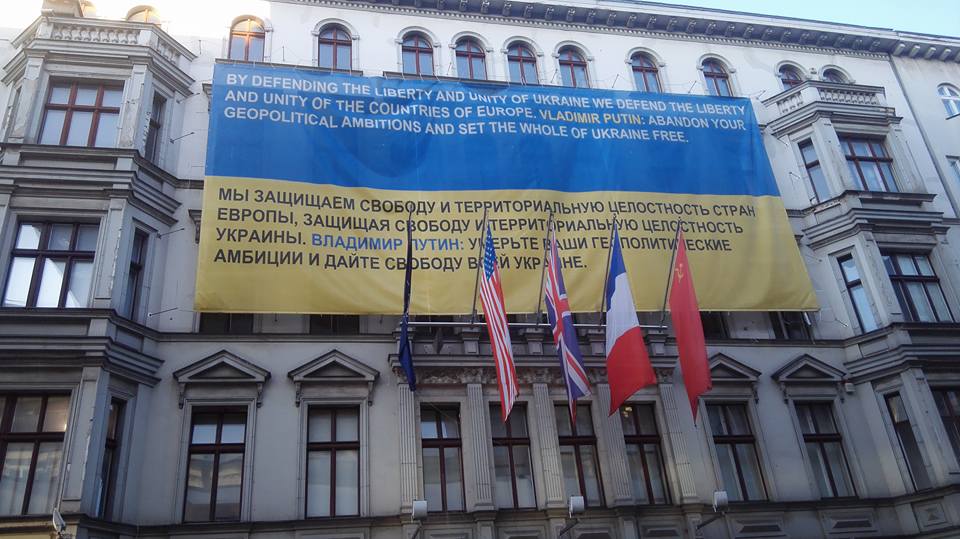 BY DEFENDING THE LIBERTY AND UNITY OF UKRAINE WE DEFEND THE LIBERTY
AND UNITY OF THE COUNTRIES OF EUROPE. VLADIMIR PUTIN: ABANDON YOUR
GEOPOLITICAL AMBITIONS AND SET THE WHOLE OF UKRAINE FREE.
МЫ ЗАЩИЩАЕМ СВОБОДУ И ТЕРРИТОРИАЛЬНУЮ ЦЕЛОСТНОСТЬ СТРАН
ЕВРОПЫ, ЗАЩИЩАЯ СВОБОДУ И ТЕРРИТОРИАЛЬНУЮ ЦЕЛОСТНОСТЬ
УКРАИНЫ. ВЛАДИМИР ПУТИН: УМЕРЬТЕ ВАШИ ГЕОПОЛИТИЧЕСКИЕ
АМБИЦИИ И ДАЙТЕ СВОБОДУ ВСЕЙ УКРАИНЕ.